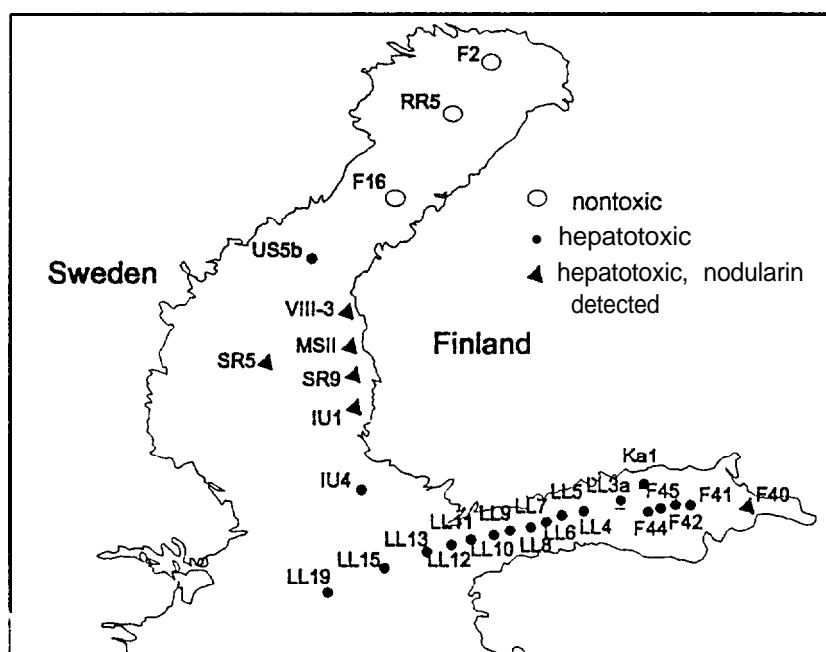 F2
RR5
F16
nontoxic
US5b
hepatotoxic
Sweden
hepatotoxic, nodularin
detected
VIII-3
MSII
Finland
SR5
SR9
IU1
Ka1
IU4
LL3a
F45
F41
F40
LL7
LL5
LL11
LL9
LL6
LL4
F44
F42
LL13
LL10
LL8
LL12
LL15
LL19